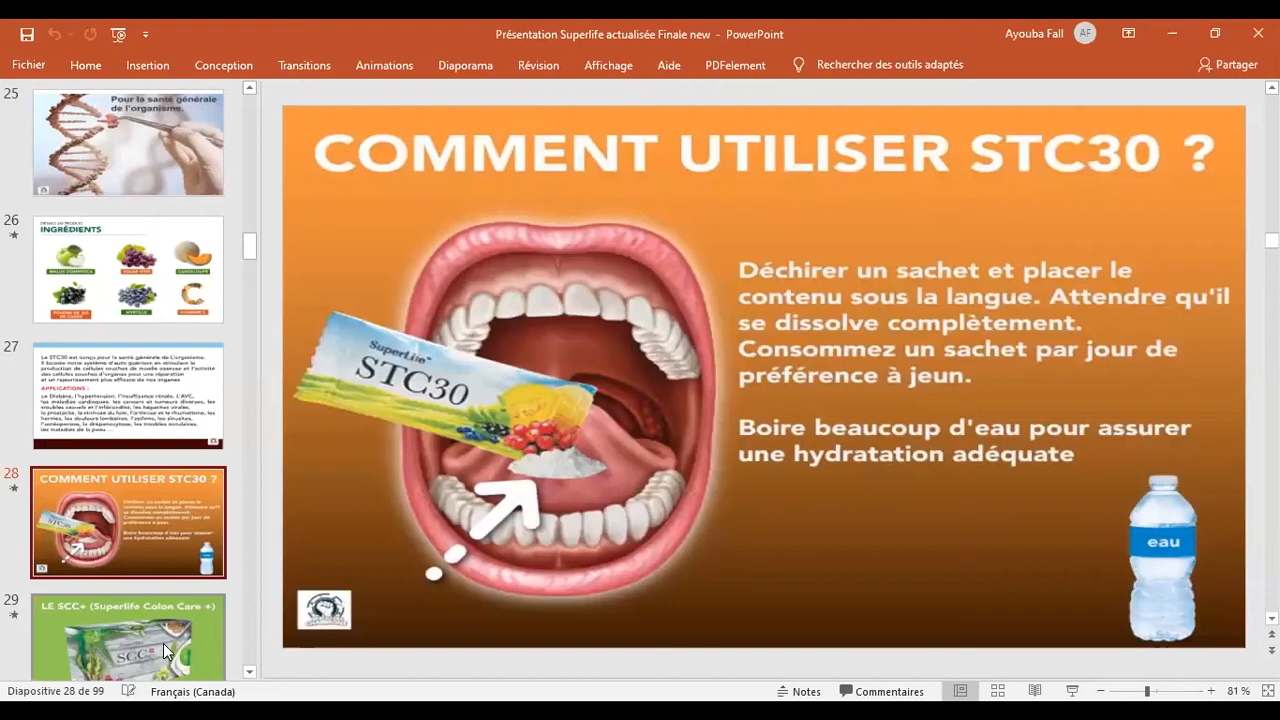 Présentation Superlife actualisée Finale new - PowerPoint
Ayouba Fall
AF
Fichier
Home
Insertion
Conception
Transitions
Animations
Diaporama
Révision
Affichage
Aide
PDFelement
Rechercher des outils adaptés
Partager
25
Pour la santé générale
de l'organisme.
26
INGRÉDIENTS
27
APPLICATIONS :
28
COMMENT UTILISER STC30 ?
29
LE SCC+ (Superlife Colon Care +)
SCC+
COMMENT UTILISER STC30 ?
SuperLife™
STC30
Déchirer un sachet et placer le
contenu sous la langue. Attendre qu'il
se dissolve complètement.
Consommez un sachet par jour de
préférence à jeun.
Boire beaucoup d'eau pour assurer
une hydratation adéquate
eau
Diapositive 28 de 99
Français (Canada)
Notes
Commentaires
81 %